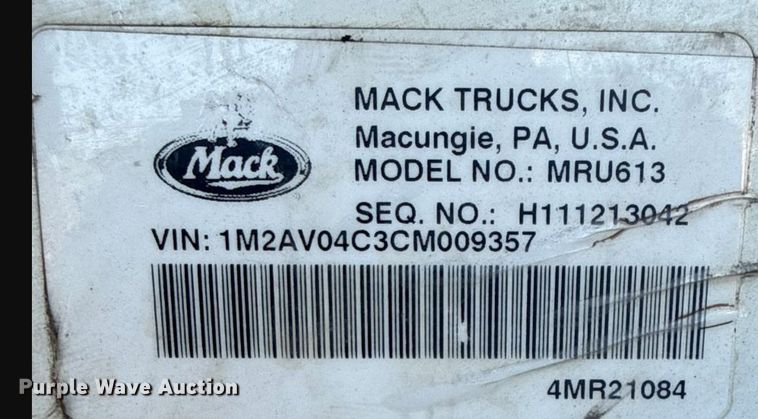 MACK TRUCKS, INC.
Macungie, PA, U.S.A.
Mack
MODEL NO.: MRU613
SEQ. NO.: H111213042
VIN: 1M2AV04C3CM009357
Purple Wave Auction
4MR21084